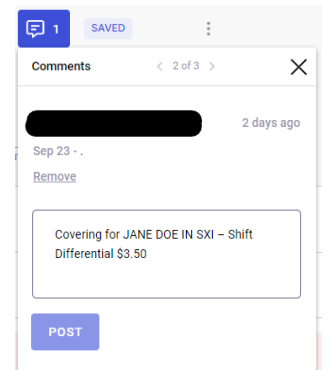 1 SAVED
Comments < 2 of 3 >
2 days ago
Sep 23 - .
Remove
Covering for JANE DOE IN SXI – Shift
Differential $3.50
POST